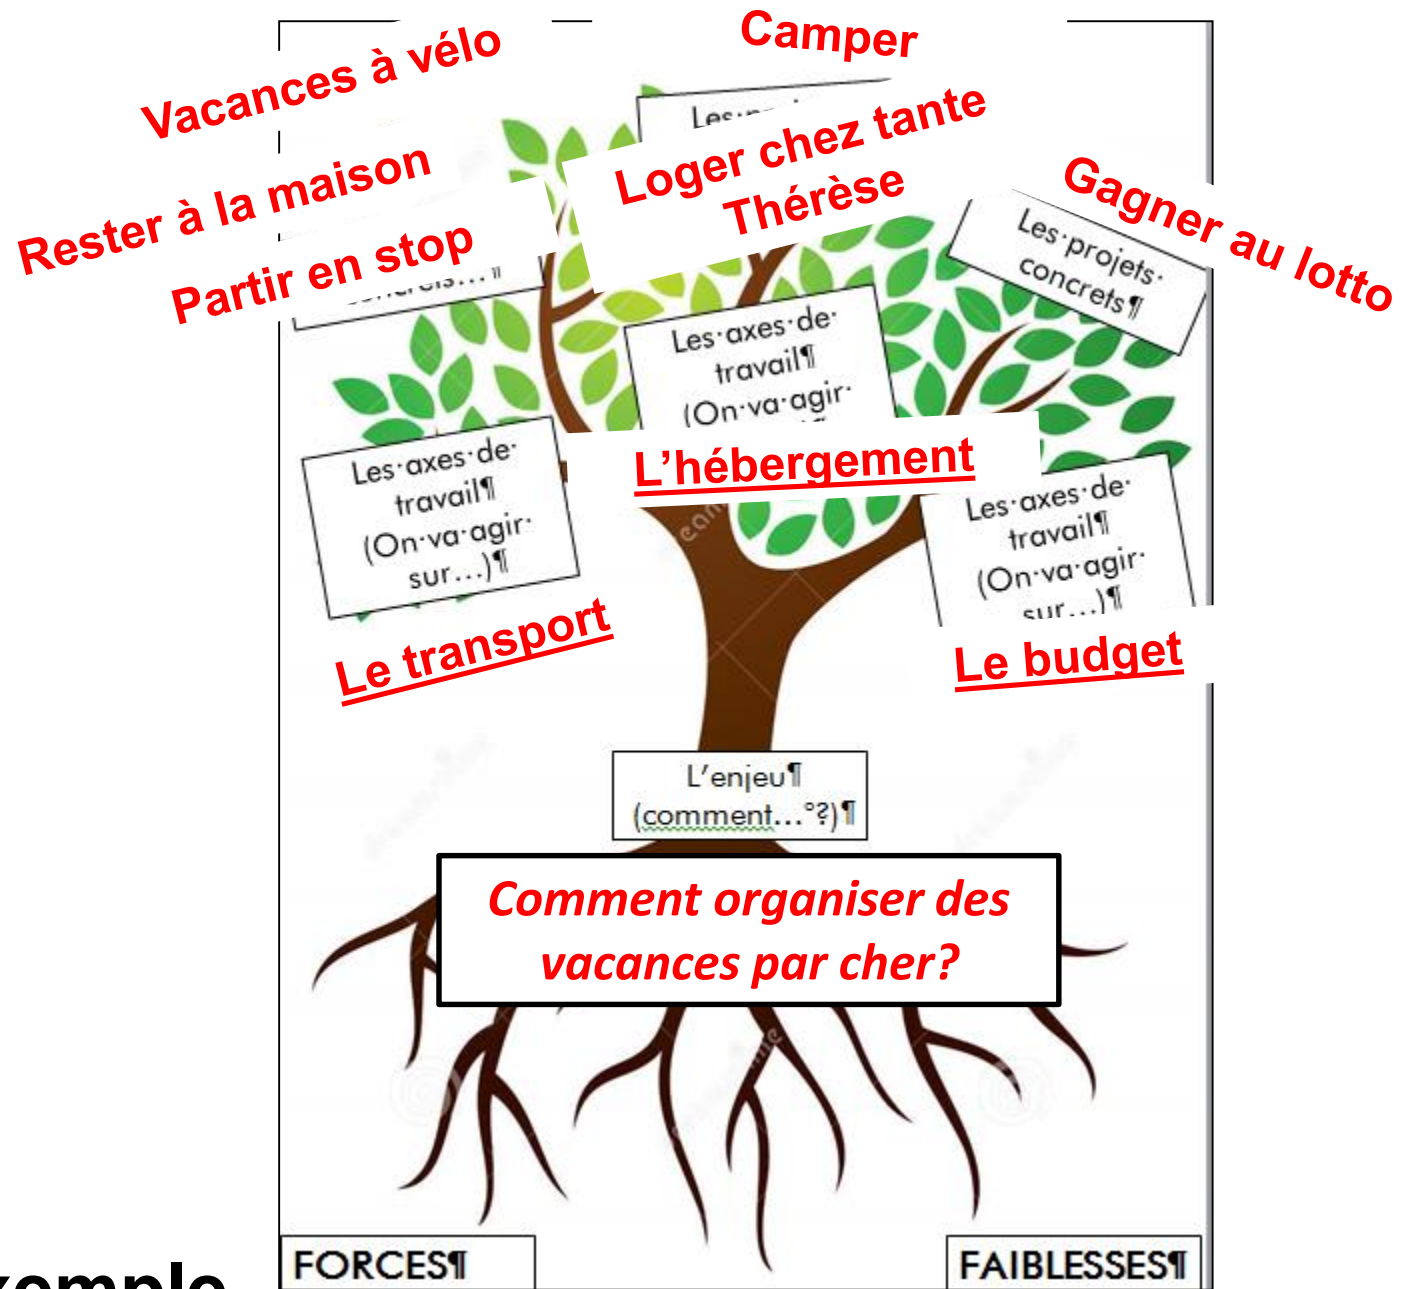 Camper
Vacances à vélo
Loger chez tante
Thérèse
Rester à la maison
Gagner au lotto
Partir en stop
Les projets
concrets¶
Les axes de
travail¶
(On va agir
L’hébergement
Les axes de
travail¶
(On va agir
sur…)¶
Les axes de
travail¶
(On va agir
sur…)¶
Le transport
Le budget
L’enjeu¶
(comment…°?)¶
Comment organiser des
vacances par cher?
FORCES¶
FAIBLESSES¶